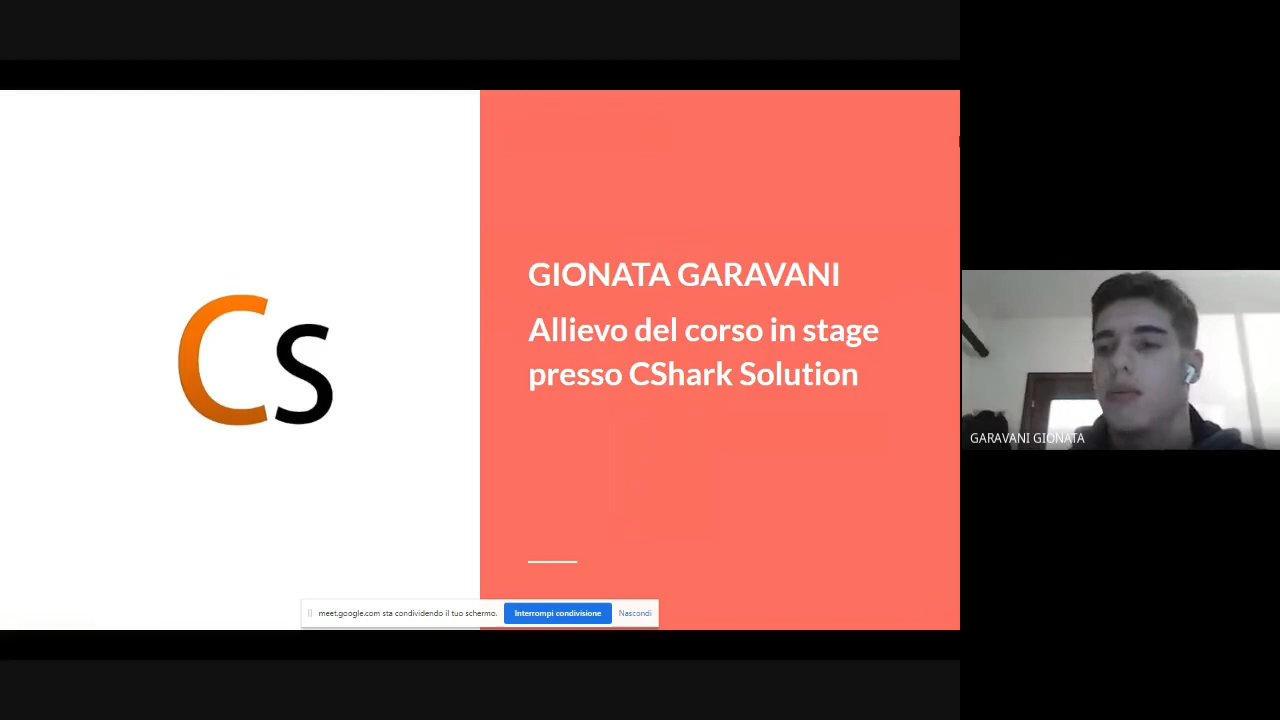 GIONATA GARAVANI
Allievo del corso in stage
presso CShark Solution
Cs
GARAVANI GIONATA
meet.google.com sta condividendo il tuo schermo.
Interrompi condivisione
Nascondi